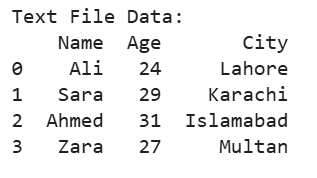 Text File Data:
    Name  Age       City
0    Ali   24     Lahore
1   Sara   29    Karachi
2  Ahmed   31  Islamabad
3   Zara   27     Multan